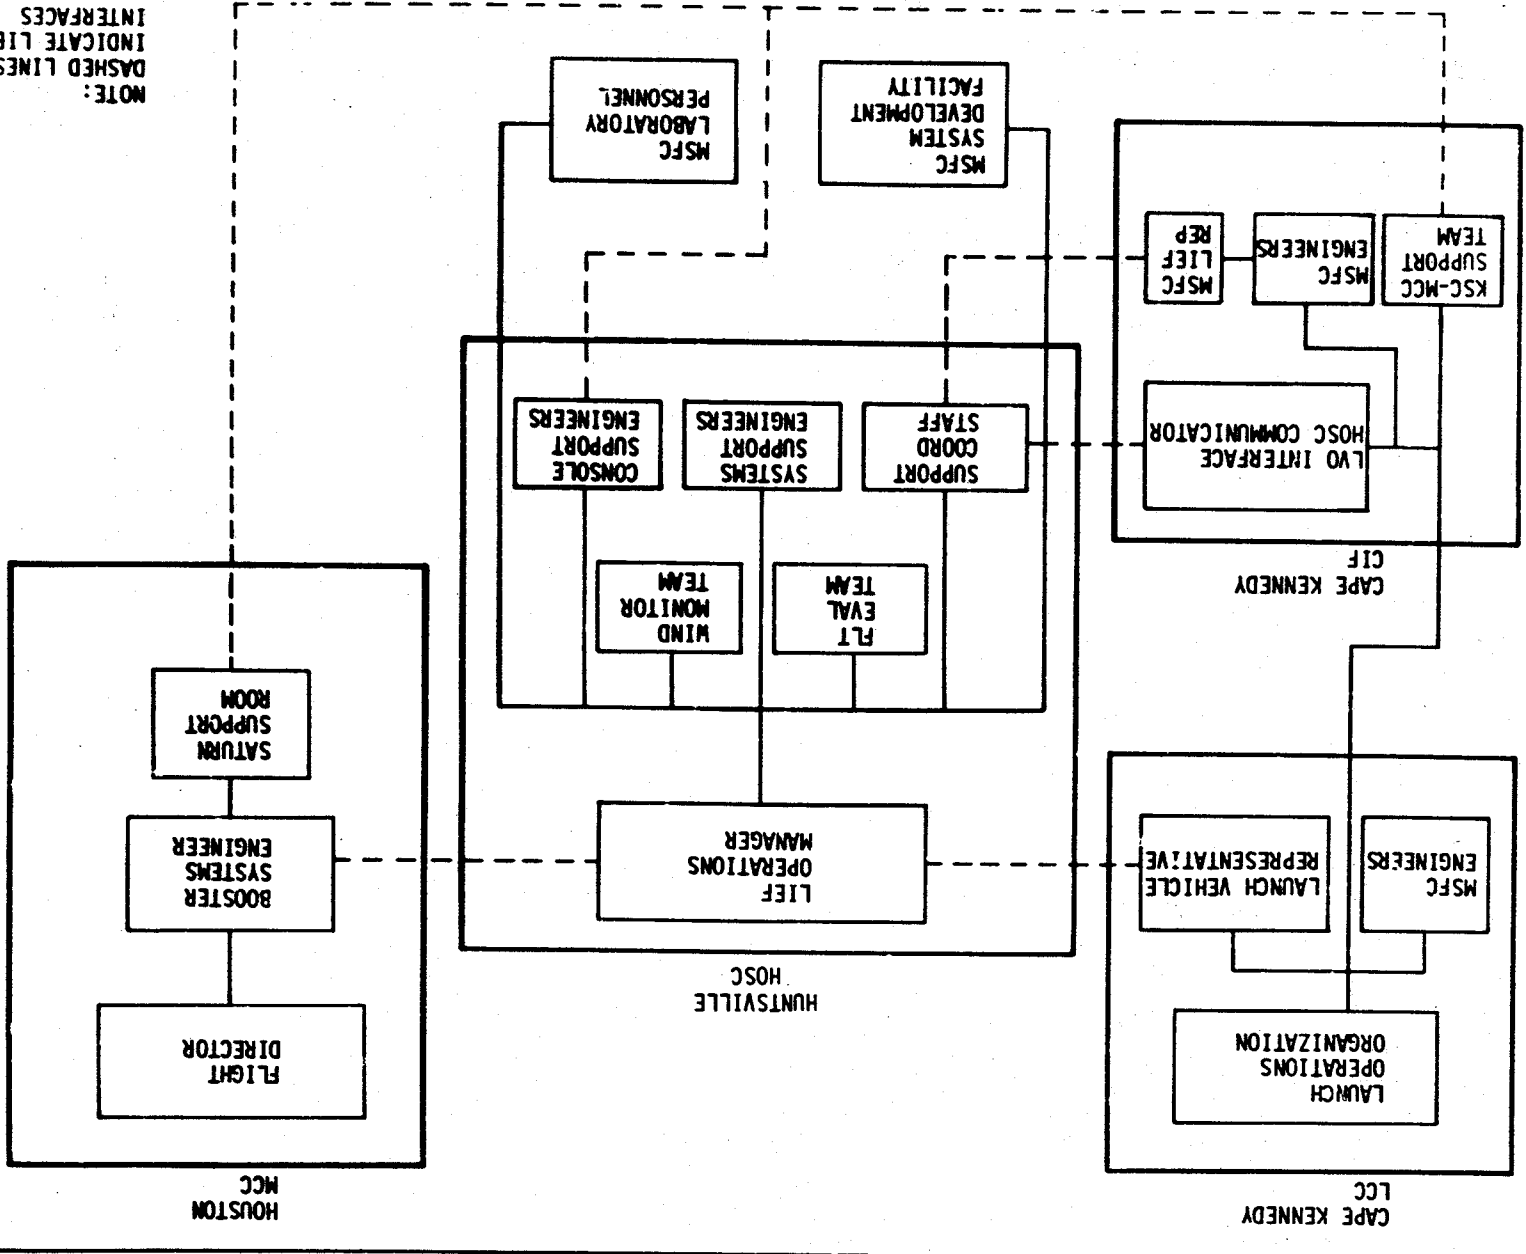 CAPE KENNEDY
LCC
LAUNCH
OPERATIONS
ORGANIZATION
MSFC
ENGINEERS
LAUNCH VEHICLE
REPRESENTATIVE
CAPE KENNEDY
CIF
LVO INTERFACE
HOSC COMMUNICATOR
KSC-MCC
SUPPORT
TEAM
MSFC
ENGINEERS
MSFC
LIEF
REP
HUNTSVILLE
HOSC
LIEF
OPERATIONS
MANAGER
FLT
EVAL
TEAM
WIND
MONITOR
TEAM
SUPPORT
COORD
STAFF
SYSTEMS
SUPPORT
ENGINEERS
CONSOLE
SUPPORT
ENGINEERS
MSFC
SYSTEM
DEVELOPMENT
FACILITY
MSFC
LABORATORY
PERSONNEL
HOUSTON
MCC
FLIGHT
DIRECTOR
BOOSTER
SYSTEMS
ENGINEER
SATURN
SUPPORT
ROOM
NOTE:
DASHED LINES
INDICATE LIEF
INTERFACES